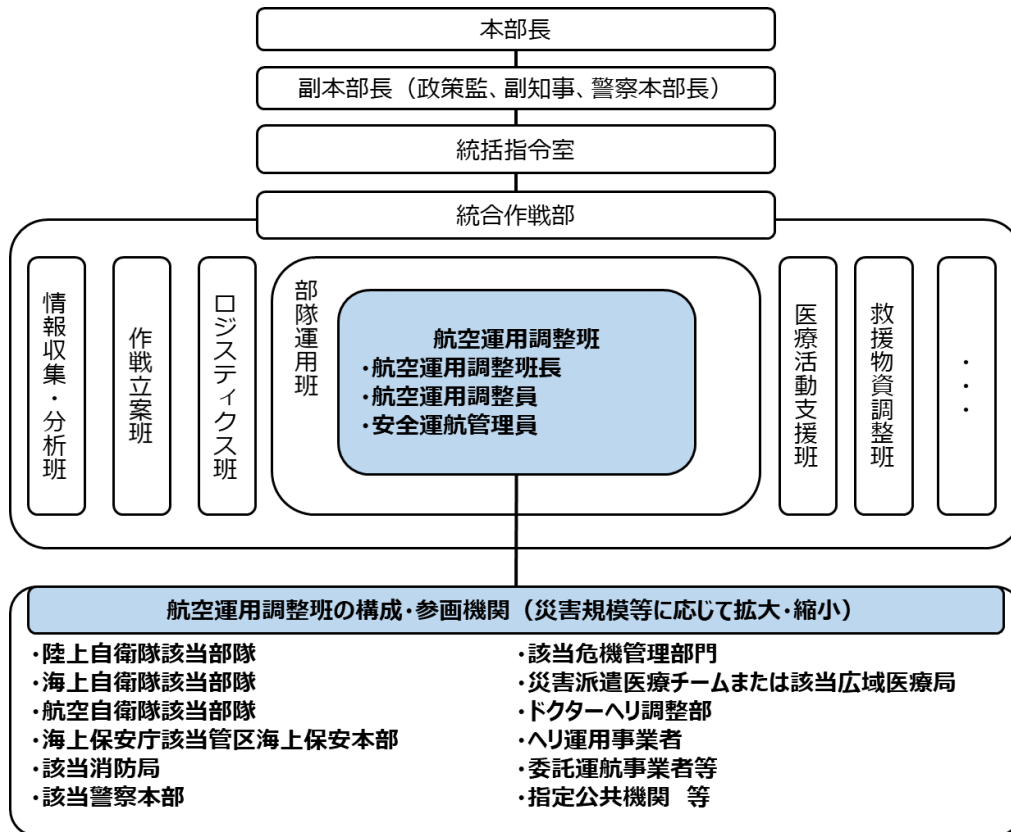 本部長
副本部長（政策監、副知事、警察本部長）
統括指令室
統合作戦部
情報収集・分析班
作戦立案班
ロジスティクス班
部隊運用班
航空運用調整班
・航空運用調整班長
・航空運用調整員
・安全運航管理員
医療活動支援班
救援物資調整班
・・・
航空運用調整班の構成・参画機関（災害規模等に応じて拡大・縮小）
・陸上自衛隊該当部隊
・海上自衛隊該当部隊
・航空自衛隊該当部隊
・海上保安庁該当管区海上保安本部
・該当消防局
・該当警察本部
・該当危機管理部門
・災害派遣医療チームまたは該当広域医療局
・ドクターヘリ調整部
・ヘリ運用事業者
・委託運航事業者等
・指定公共機関 等